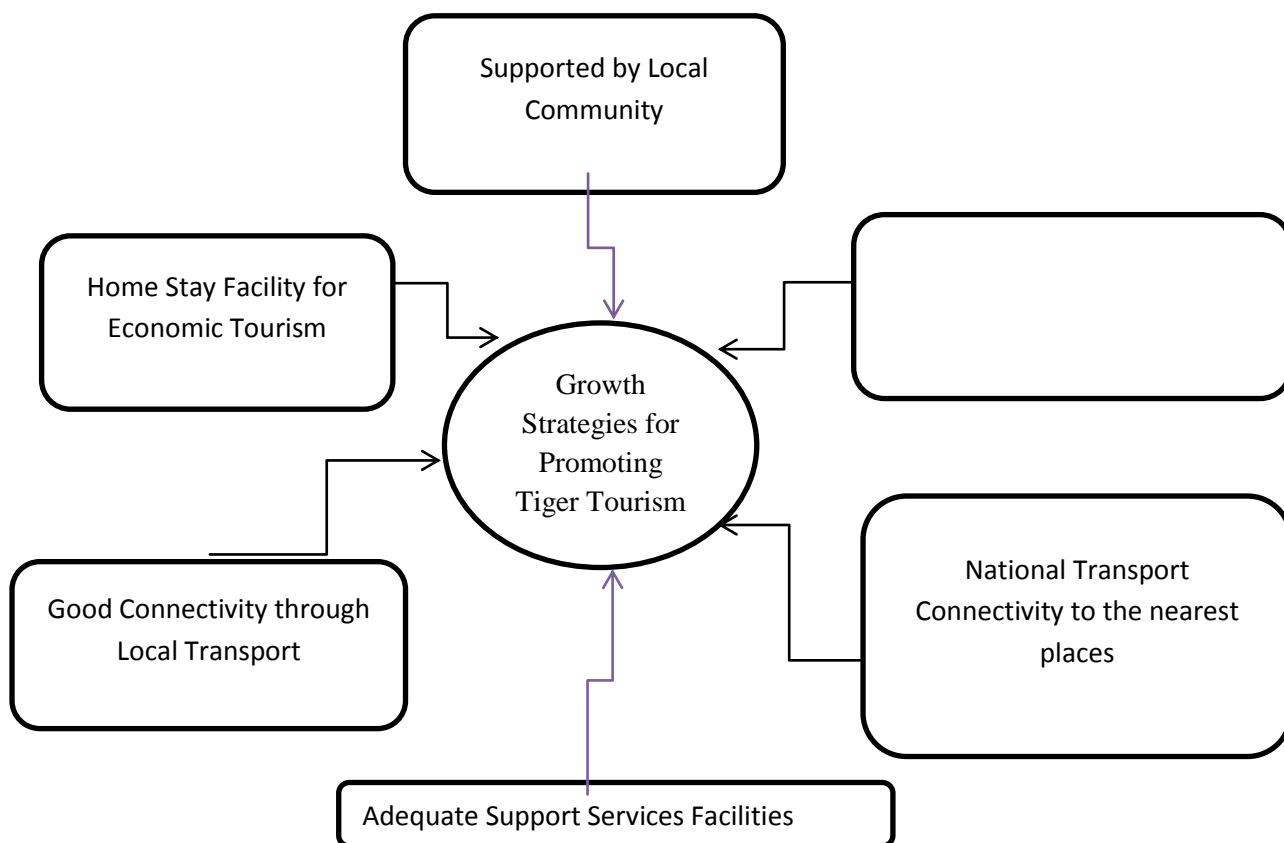 Supported by Local
Community
Home Stay Facility for
Economic Tourism
Growth
Strategies for
Promoting
Tiger Tourism
Good Connectivity through
Local Transport
National Transport
Connectivity to the nearest
places
Adequate Support Services Facilities